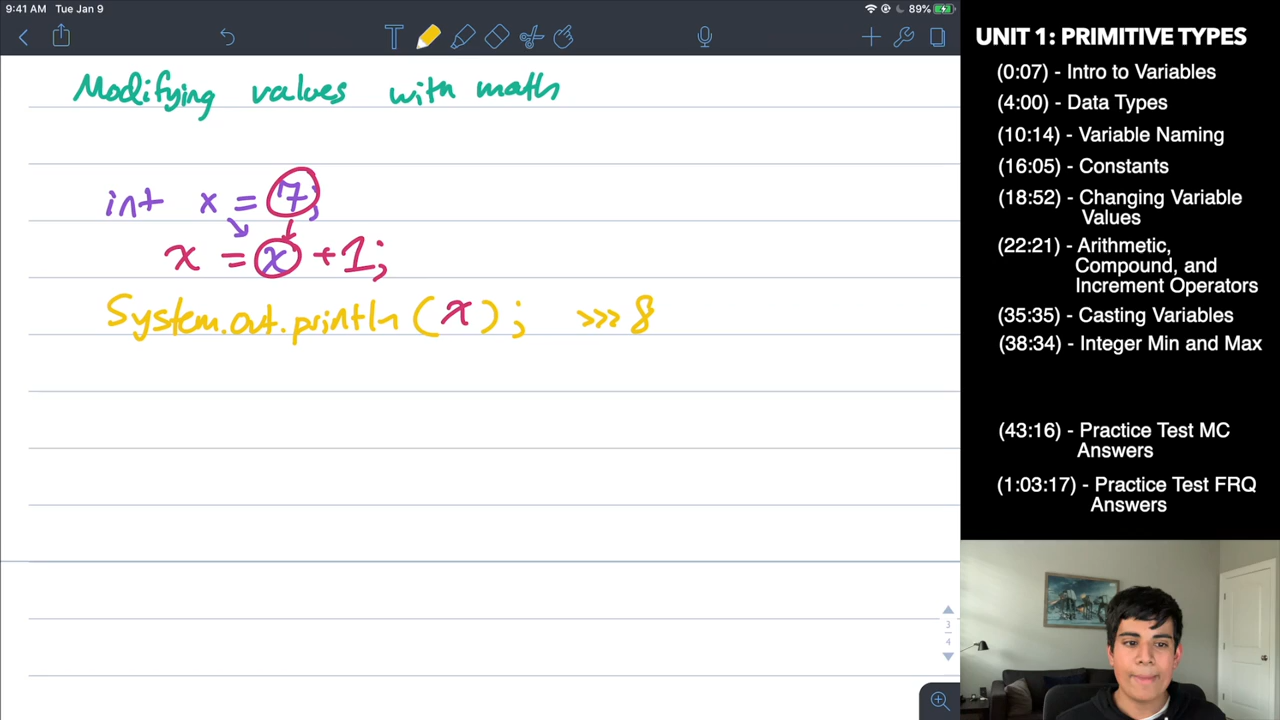 9:41 AM Tue Jan 9
89%
Modifying values with math
int x = 7;
x = x + 1;
System.out.println(x); >>> 8
3
4
UNIT 1: PRIMITIVE TYPES
(0:07) - Intro to Variables
(4:00) - Data Types
(10:14) - Variable Naming
(16:05) - Constants
(18:52) - Changing Variable
Values
(22:21) - Arithmetic,
Compound, and
Increment Operators
(35:35) - Casting Variables
(38:34) - Integer Min and Max
(43:16) - Practice Test MC
Answers
(1:03:17) - Practice Test FRQ
Answers